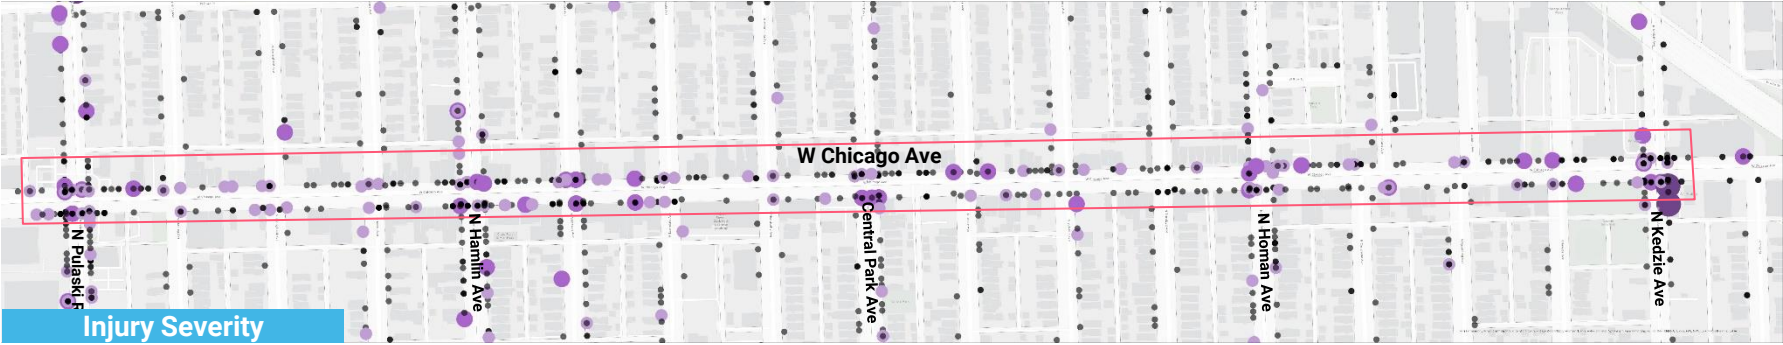 W Chicago Ave
N Pulaski R
N Hamlin Ave
Central Park Ave
N Homan Ave
N Kedzie Ave
Injury Severity